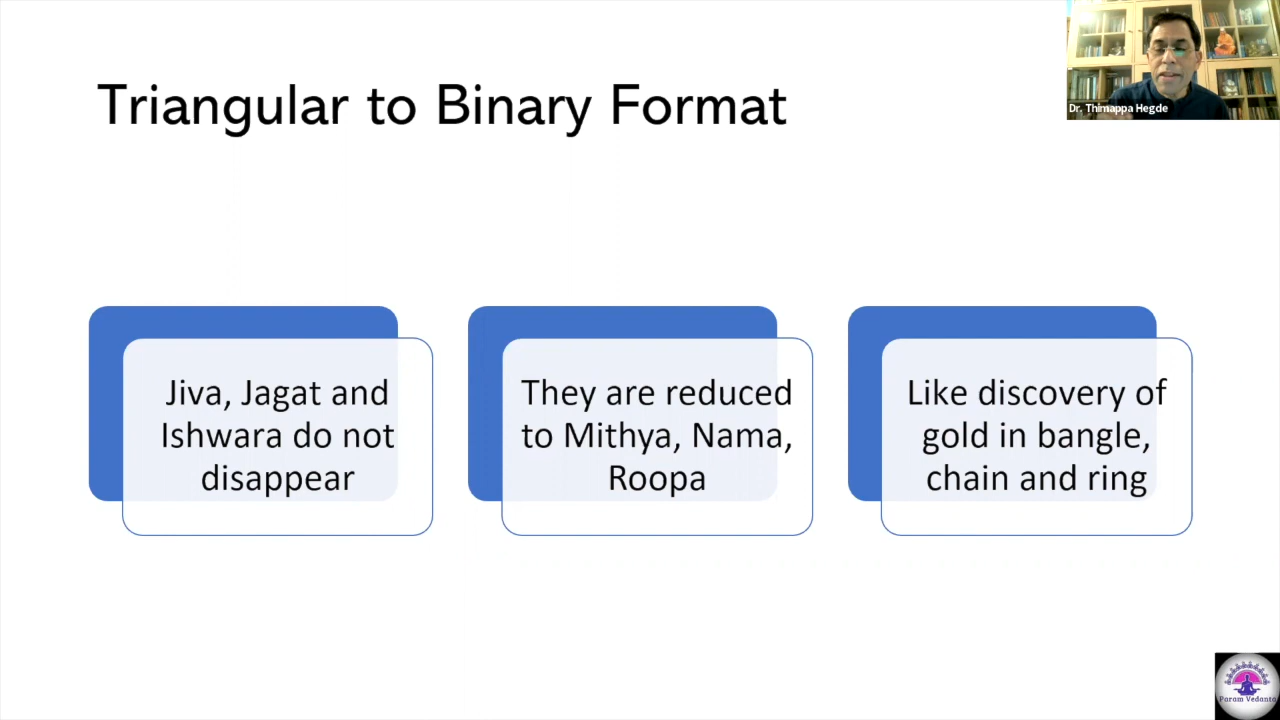 Dr. Thimappa Hegde
Triangular to Binary Format
Jiva, Jagat and
Ishwara do not
disappear
They are reduced
to Mithya, Nama,
Roopa
Like discovery of
gold in bangle,
chain and ring
Param Vedanta